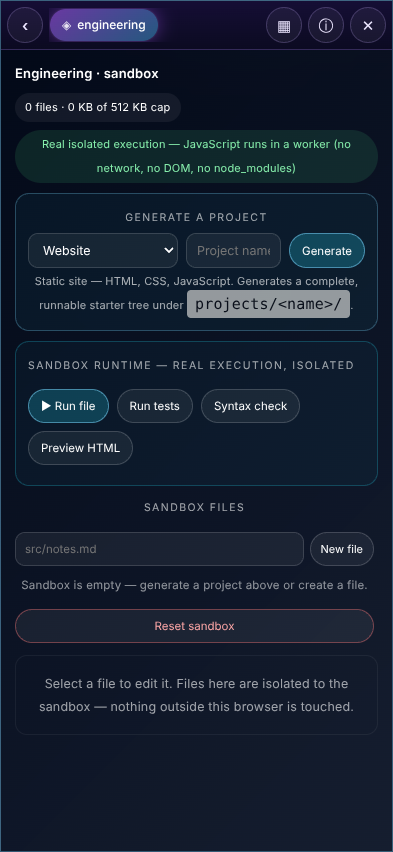 ‹ ◈ engineering ▦ ⓘ ✕
Engineering · sandbox
0 files · 0 KB of 512 KB cap
Real isolated execution — JavaScript runs in a worker (no
network, no DOM, no node_modules)
GENERATE A PROJECT
Website Project name Generate
Static site — HTML, CSS, JavaScript. Generates a complete,
runnable starter tree under projects/<name>/.
SANDBOX RUNTIME — REAL EXECUTION, ISOLATED
▶ Run file Run tests Syntax check
Preview HTML
SANDBOX FILES
src/notes.md New file
Sandbox is empty — generate a project above or create a file.
Reset sandbox
Select a file to edit it. Files here are isolated to the
sandbox — nothing outside this browser is touched.